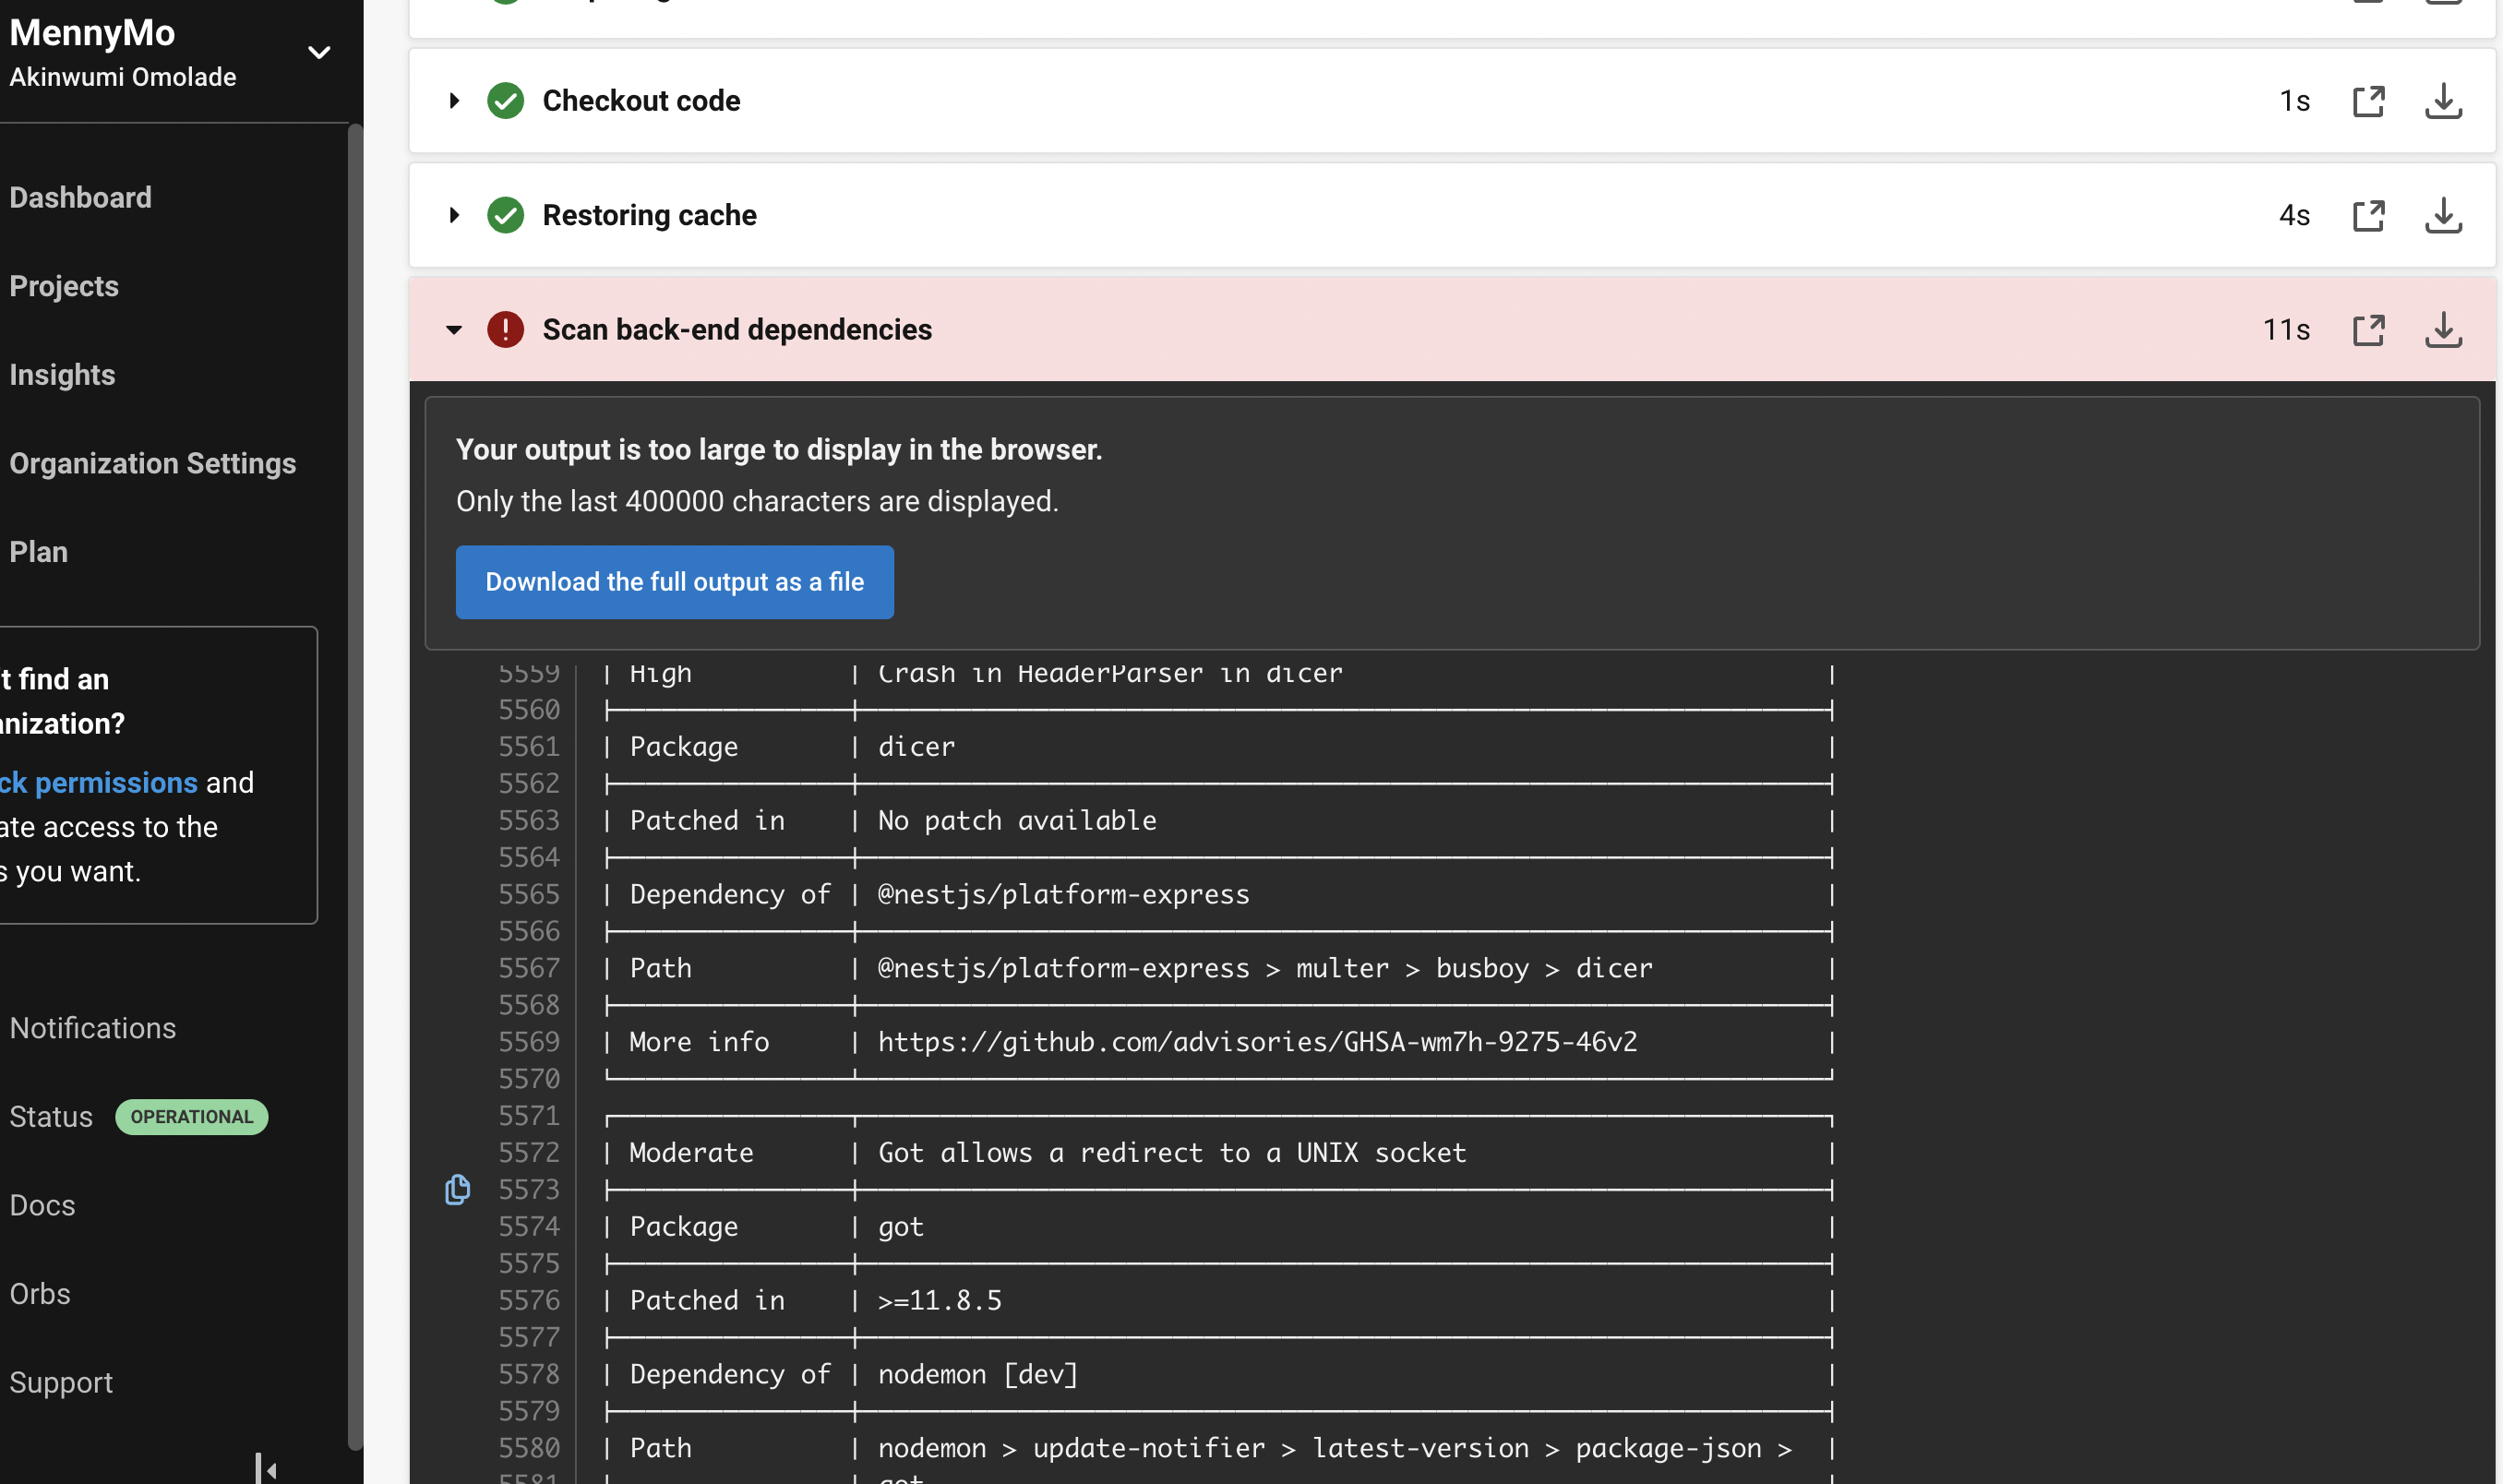 MennyMo
Akinwumi Omolade
Dashboard
Projects
Insights
Organization Settings
Plan
t find an
anization?
ck permissions and
ate access to the
s you want.
Notifications
Status OPERATIONAL
Docs
Orbs
Support
Checkout code 1s
Restoring cache 4s
Scan back-end dependencies 11s
Your output is too large to display in the browser.
Only the last 400000 characters are displayed.
Download the full output as a file
5559 | High | Crash in HeaderParser in dicer |
5560
5561 | Package | dicer |
5562
5563 | Patched in | No patch available |
5564
5565 | Dependency of | @nestjs/platform-express |
5566
5567 | Path | @nestjs/platform-express > multer > busboy > dicer |
5568
5569 | More info | https://github.com/advisories/GHSA-wm7h-9275-46v2 |
5570
5571
5572 | Moderate | Got allows a redirect to a UNIX socket |
5573
5574 | Package | got |
5575
5576 | Patched in | >=11.8.5 |
5577
5578 | Dependency of | nodemon [dev] |
5579
5580 | Path | nodemon > update-notifier > latest-version > package-json > |
5581 | | got |